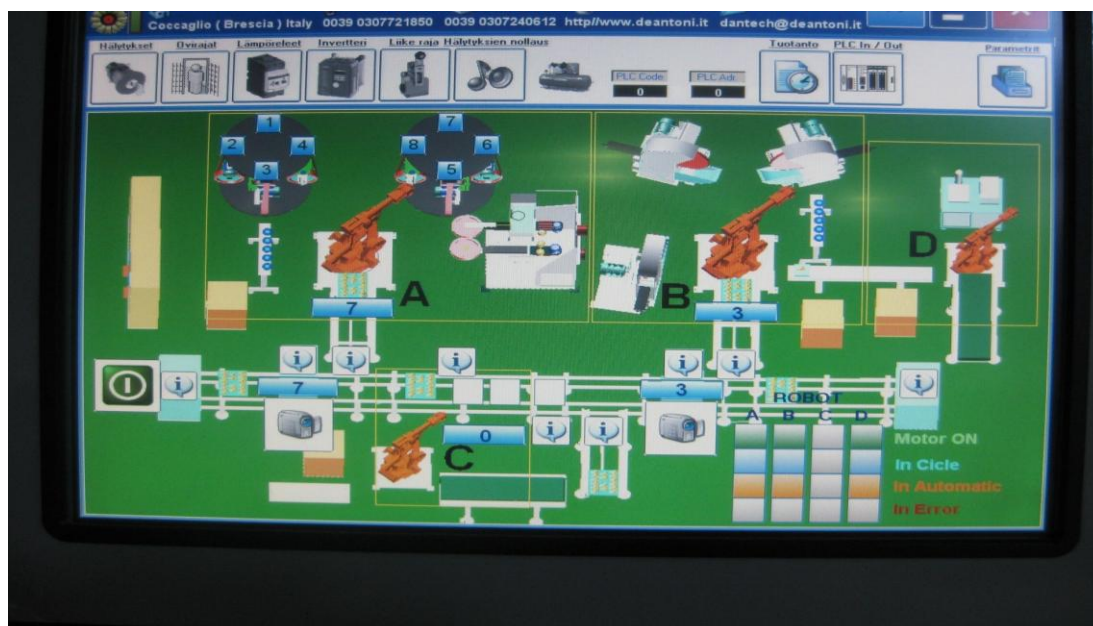 Coccaglio ( Brescia ) Italy 0039 0307721850 0039 0307240612 http//www.deantoni.it dantech@deantoni.it
Hälytykset Ovirajat Lämpöreleet Invertteri Liike raja Hälytyksien nollaus Tuotanto PLC In / Out Parametrit
PLC Code PLC Adr.
0 0
1 7
2 4 8 6
3 5
A B D
7 3
7 3
ROBOT
A B C D
0
C
Motor ON
In Cicle
In Automatic
In Error